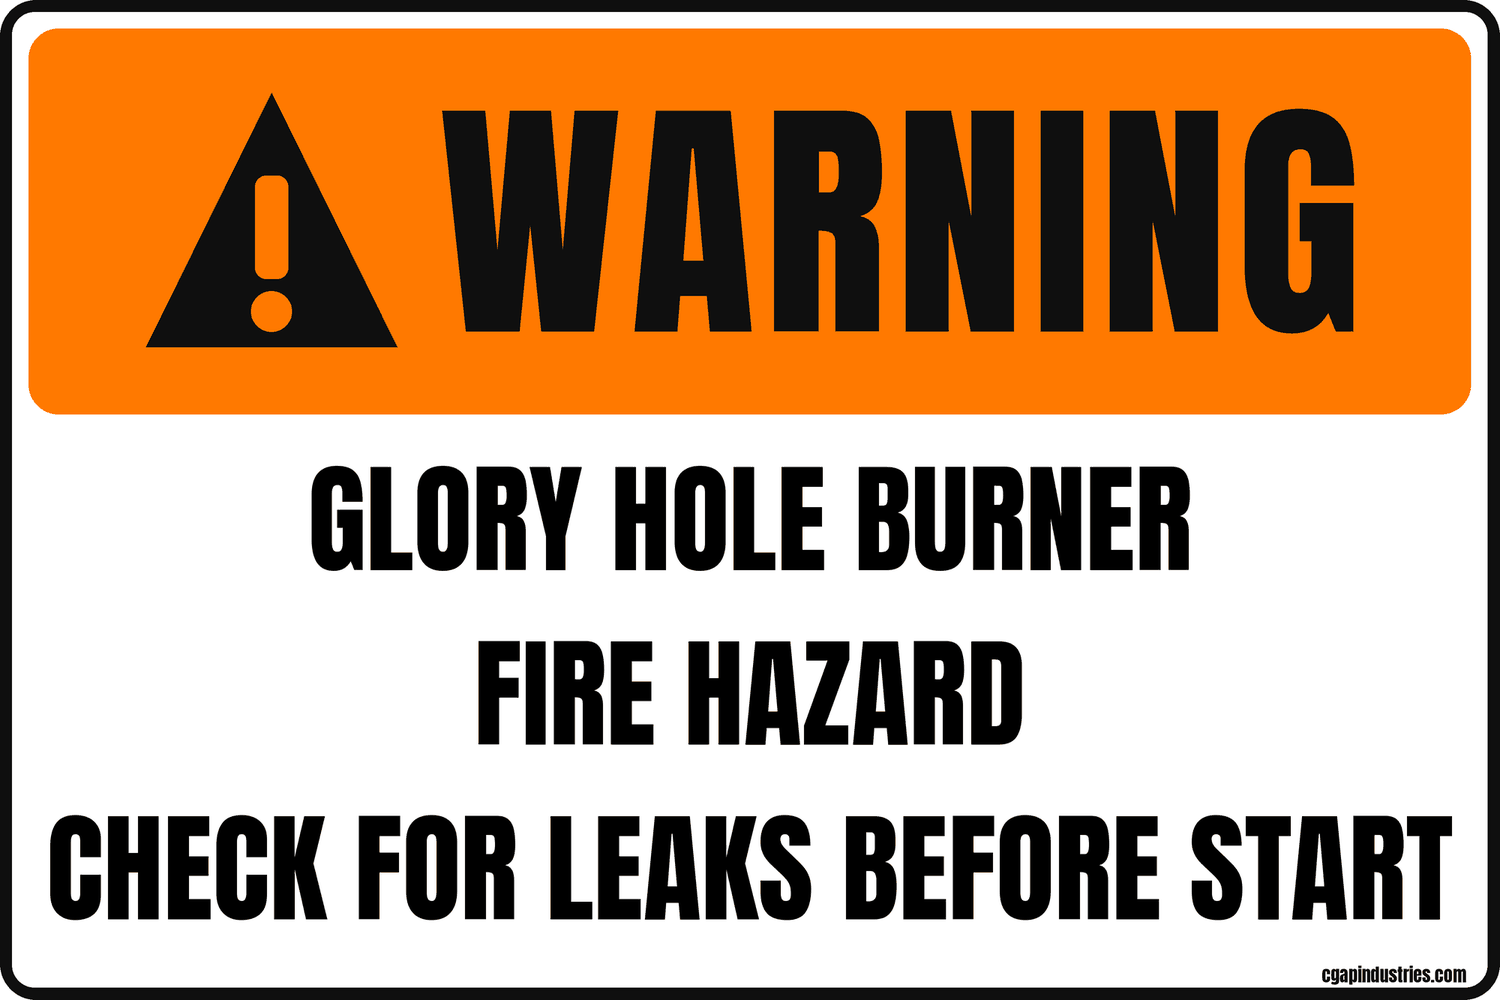 WARNING
GLORY HOLE BURNER
FIRE HAZARD
CHECK FOR LEAKS BEFORE START
cgapindustries.com